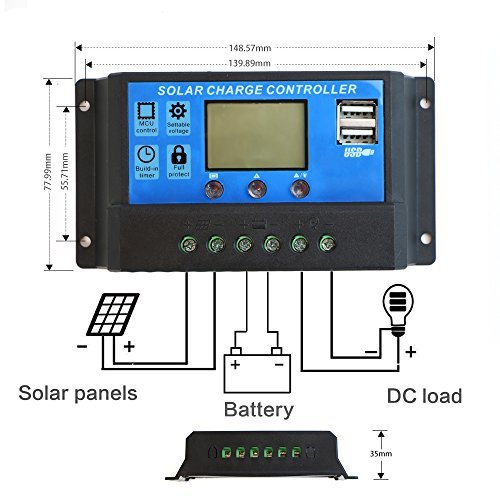 148.57mm
139.89mm
77.99mm
55.71mm
SOLAR CHARGE CONTROLLER
MCU
control
Settable
voltage
Build-in
timer
Full
protect
USB
- +
Solar panels
+ -
Battery
- +
DC load
35mm